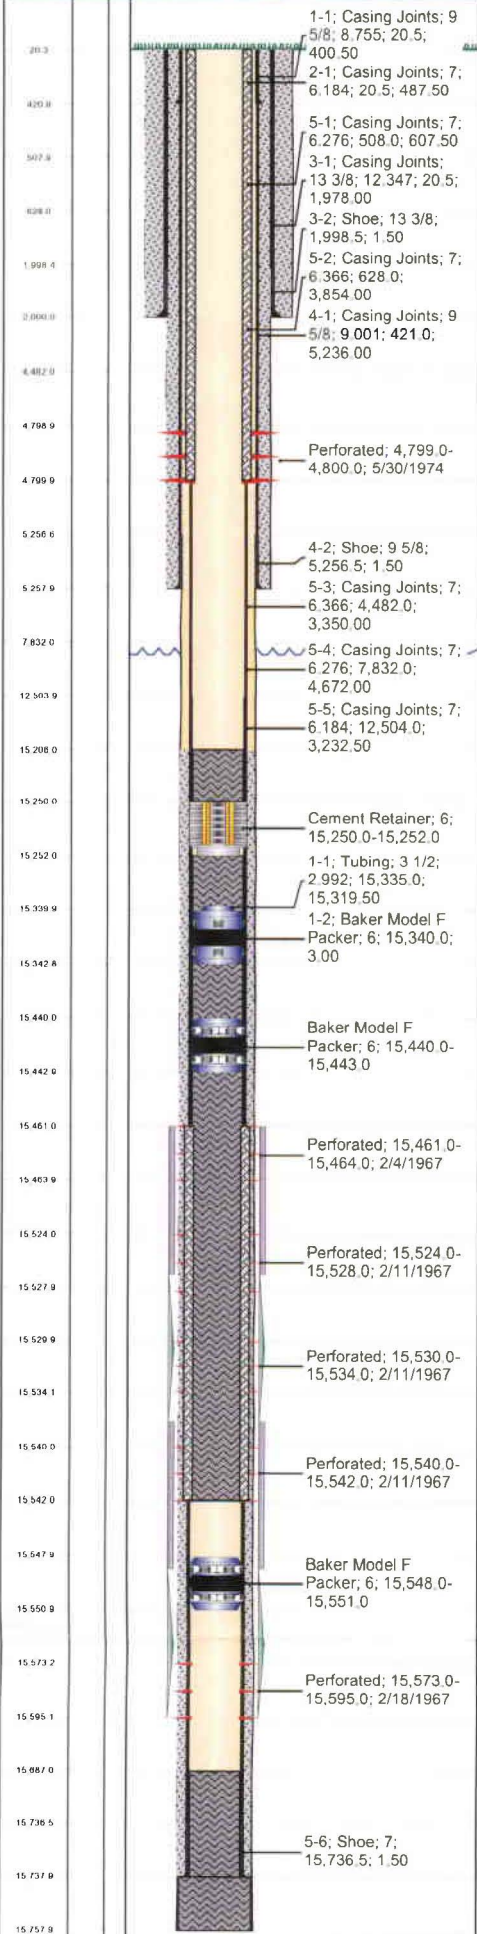 1-1; Casing Joints; 9
5/8; 8.755; 20.5;
400.50
2-1; Casing Joints; 7;
6.184; 20.5; 487.50
5-1; Casing Joints; 7;
6.276; 508.0; 607.50
3-1; Casing Joints;
13 3/8; 12.347; 20.5;
1,978.00
3-2; Shoe; 13 3/8;
1,998.5; 1.50
5-2; Casing Joints; 7;
6.366; 628.0;
3,854.00
4-1; Casing Joints; 9
5/8; 9.001; 421.0;
5,236.00
Perforated; 4,799.0-
4,800.0; 5/30/1974
4-2; Shoe; 9 5/8;
5,256.5; 1.50
5-3; Casing Joints; 7;
6.366; 4,482.0;
3,350.00
5-4; Casing Joints; 7;
6.276; 7,832.0;
4,672.00
5-5; Casing Joints; 7;
6.184; 12,504.0;
3,232.50
Cement Retainer; 6;
15,250.0-15,252.0
1-1; Tubing; 3 1/2;
2.992; 15,335.0;
15,319.50
1-2; Baker Model F
Packer; 6; 15,340.0;
3.00
Baker Model F
Packer; 6; 15,440.0-
15,443.0
Perforated; 15,461.0-
15,464.0; 2/4/1967
Perforated; 15,524.0-
15,528.0; 2/11/1967
Perforated; 15,530.0-
15,534.0; 2/11/1967
Perforated; 15,540.0-
15,542.0; 2/11/1967
Baker Model F
Packer; 6; 15,548.0-
15,551.0
Perforated; 15,573.0-
15,595.0; 2/18/1967
5-6; Shoe; 7;
15,736.5; 1.50
20.3
420.9
507.9
628.0
1,998.4
2,000.0
4,482.0
4,798.9
4,799.9
5,256.6
5,257.9
7,832.0
12,503.9
15,208.0
15,250.0
15,252.0
15,339.9
15,342.8
15,440.0
15,442.9
15,461.0
15,463.9
15,524.0
15,527.9
15,529.9
15,534.1
15,540.0
15,542.0
15,547.9
15,550.9
15,573.2
15,595.1
15,687.0
15,736.5
15,737.9
15,757.9